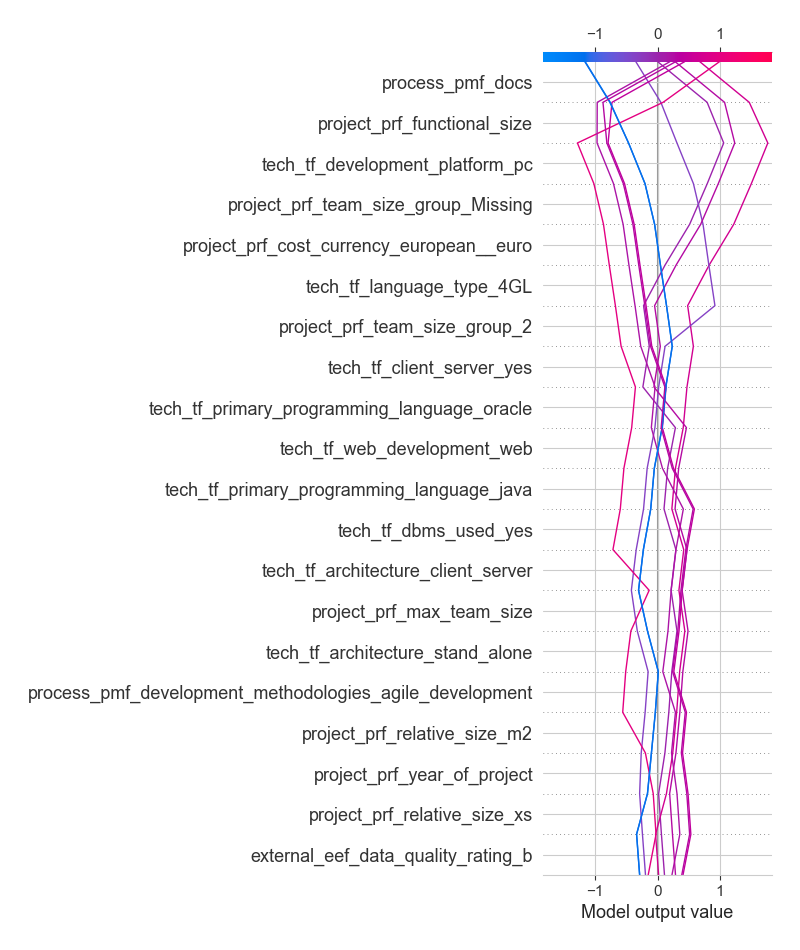 −1 0 1
process_pmf_docs
project_prf_functional_size
tech_tf_development_platform_pc
project_prf_team_size_group_Missing
project_prf_cost_currency_european__euro
tech_tf_language_type_4GL
project_prf_team_size_group_2
tech_tf_client_server_yes
tech_tf_primary_programming_language_oracle
tech_tf_web_development_web
tech_tf_primary_programming_language_java
tech_tf_dbms_used_yes
tech_tf_architecture_client_server
project_prf_max_team_size
tech_tf_architecture_stand_alone
process_pmf_development_methodologies_agile_development
project_prf_relative_size_m2
project_prf_year_of_project
project_prf_relative_size_xs
external_eef_data_quality_rating_b
−1 0 1
Model output value